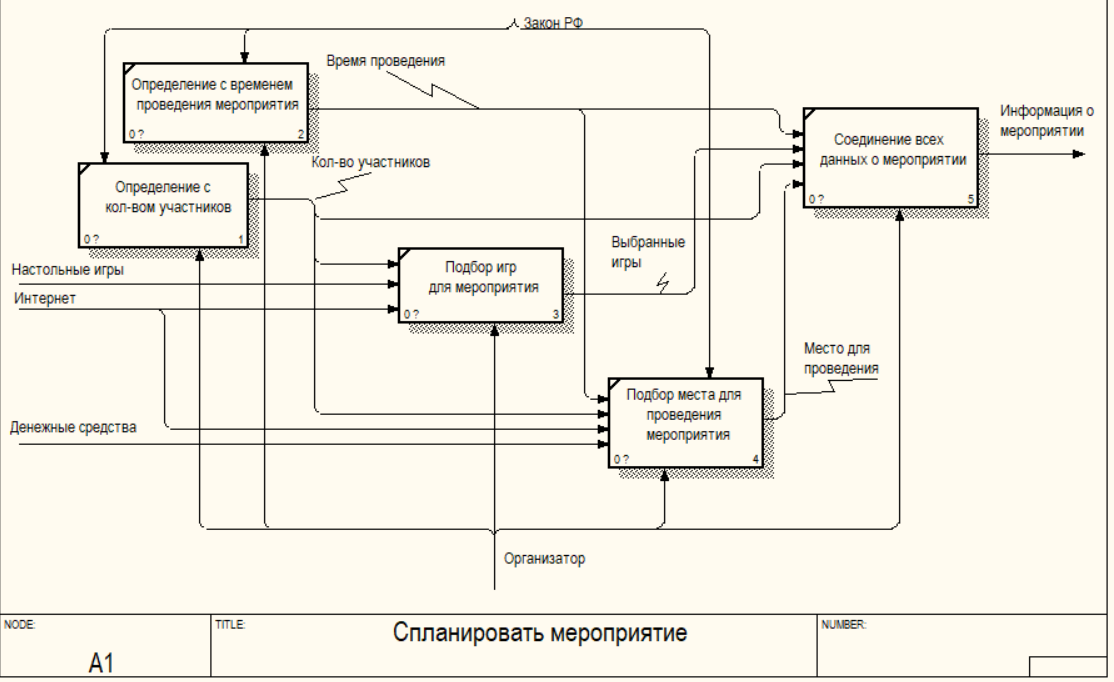 Закон РФ
Время проведения
Определение с временем
проведения мероприятия
0 ?
2
Информация о
мероприятии
Соединение всех
данных о мероприятии
0 ?
5
Кол-во участников
Определение с
кол-вом участников
0 ?
1
Выбранные
игры
Настольные игры
Интернет
Подбор игр
для мероприятия
0 ?
3
Место для
проведения
Подбор места для
проведения
мероприятия
0 ?
4
Денежные средства
Организатор
NODE:
A1
TITLE:
Спланировать мероприятие
NUMBER: